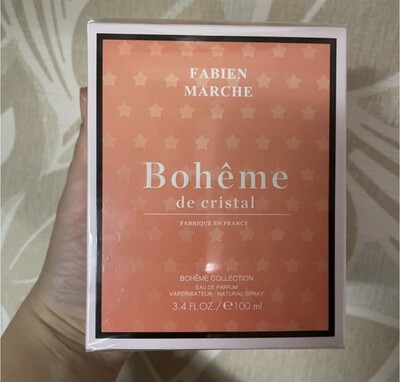 FABIEN
MARCHE
Bohême
de cristal
FABRIQUE EN FRANCE
BOHÊME COLLECTION
EAU DE PARFUM
VAPORISATEUR - NATURAL SPRAY
3.4 FL.OZ. / ℮ 100 ml